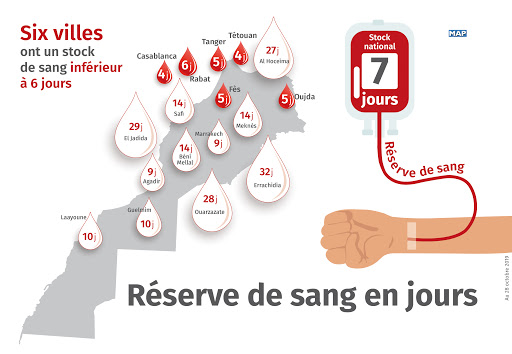 Six villes
ont un stock
de sang inférieur
à 6 jours
Casablanca
4j
6j
Rabat
Tanger
5j
Tétouan
4j
27j
Al Hoceima
Fès
5j
Oujda
5j
29j
El Jadida
14j
Safi
Marrakech
9j
14j
Meknès
14j
Béni
Mellal
9j
Agadir
32j
Errachidia
28j
Ouarzazate
Guelmim
10j
Laayoune
10j
MAP
Stock
national
7
jours
Réserve de sang
Réserve de sang en jours
Au 28 octobre 2019